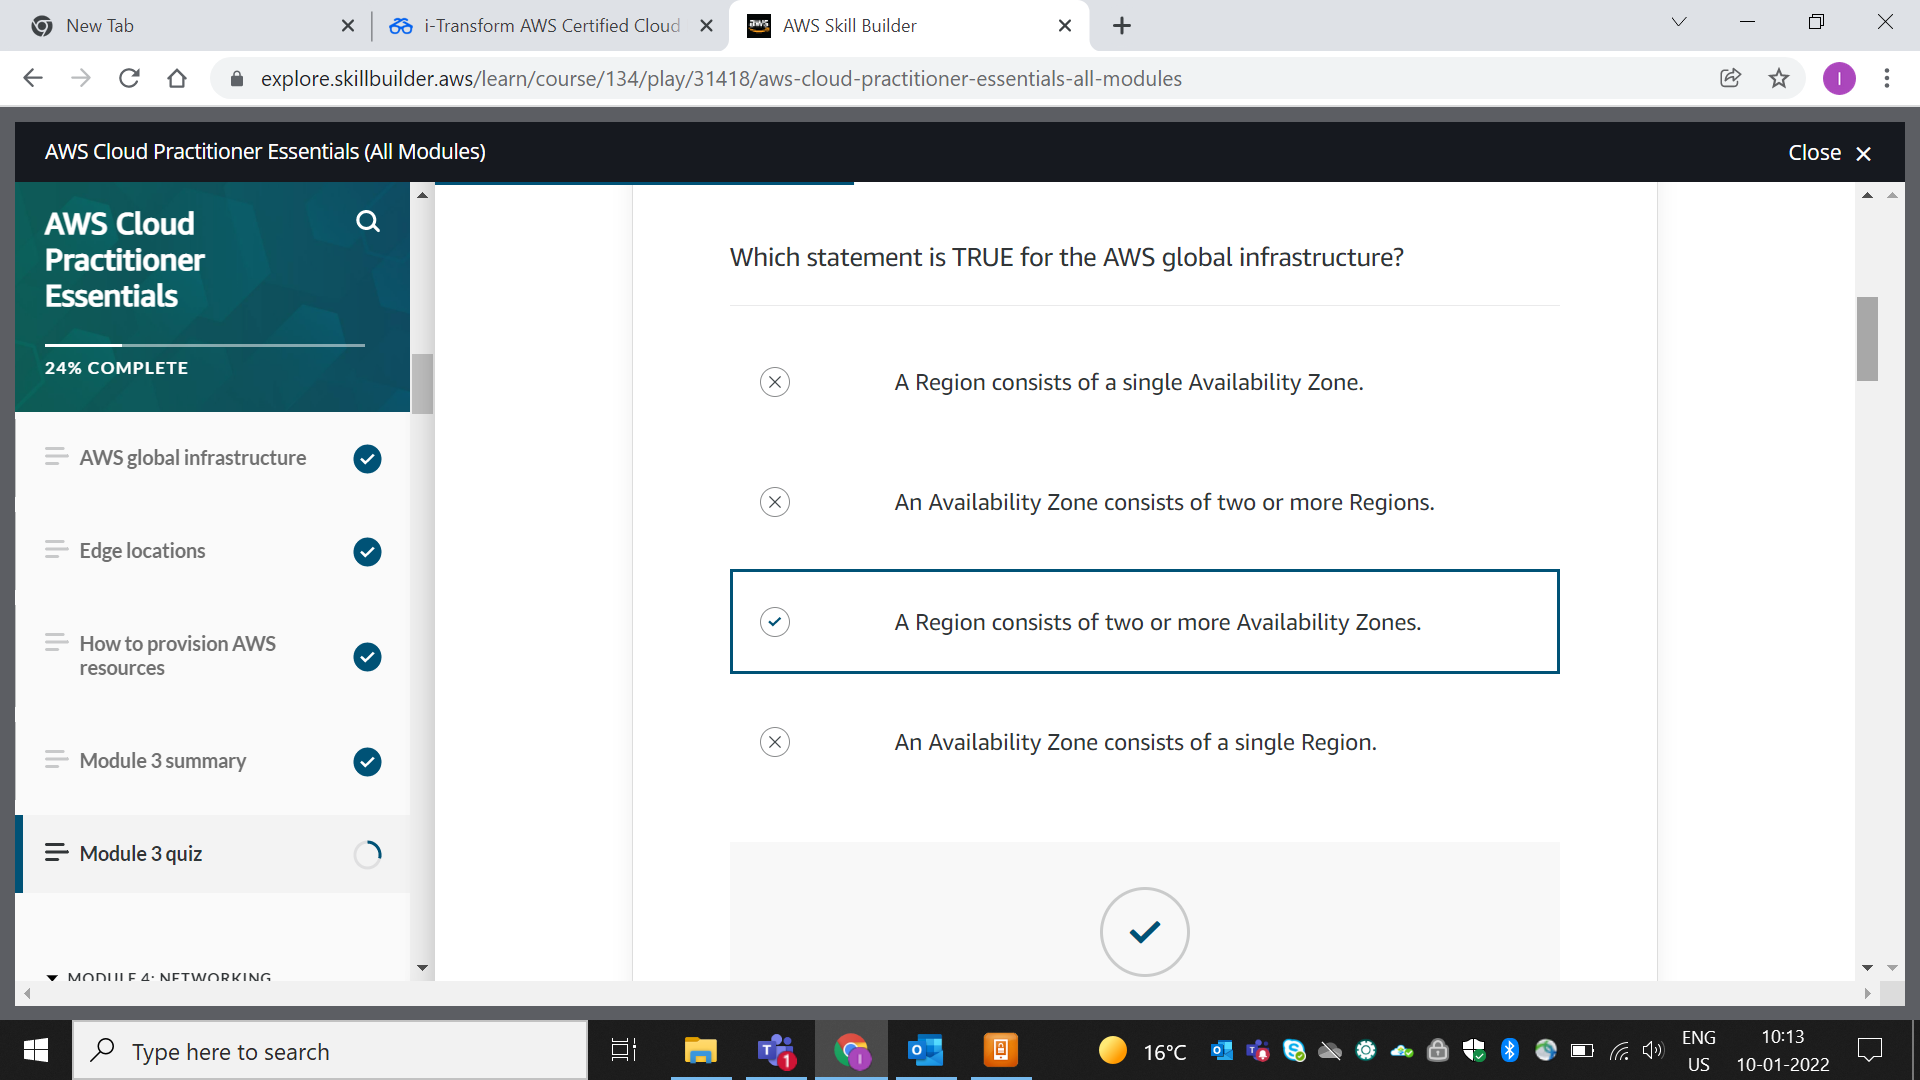 New Tab
i-Transform AWS Certified Cloud
AWS Skill Builder
explore.skillbuilder.aws/learn/course/134/play/31418/aws-cloud-practitioner-essentials-all-modules
I
AWS Cloud Practitioner Essentials (All Modules)
Close
AWS Cloud
Practitioner
Essentials
24% COMPLETE
AWS global infrastructure
Edge locations
How to provision AWS
resources
Module 3 summary
Module 3 quiz
MODULE 4: NETWORKING
Which statement is TRUE for the AWS global infrastructure?
A Region consists of a single Availability Zone.
An Availability Zone consists of two or more Regions.
A Region consists of two or more Availability Zones.
An Availability Zone consists of a single Region.
Type here to search
1
16°C
ENG
US
10:13
10-01-2022